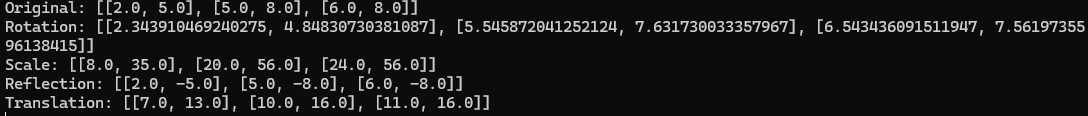 Original: [[2.0, 5.0], [5.0, 8.0], [6.0, 8.0]]
Rotation: [[2.343910469240275, 4.84830730381087], [5.545872041252124, 7.631730033357967], [6.543436091511947, 7.56197355
96138415]]
Scale: [[8.0, 35.0], [20.0, 56.0], [24.0, 56.0]]
Reflection: [[2.0, -5.0], [5.0, -8.0], [6.0, -8.0]]
Translation: [[7.0, 13.0], [10.0, 16.0], [11.0, 16.0]]